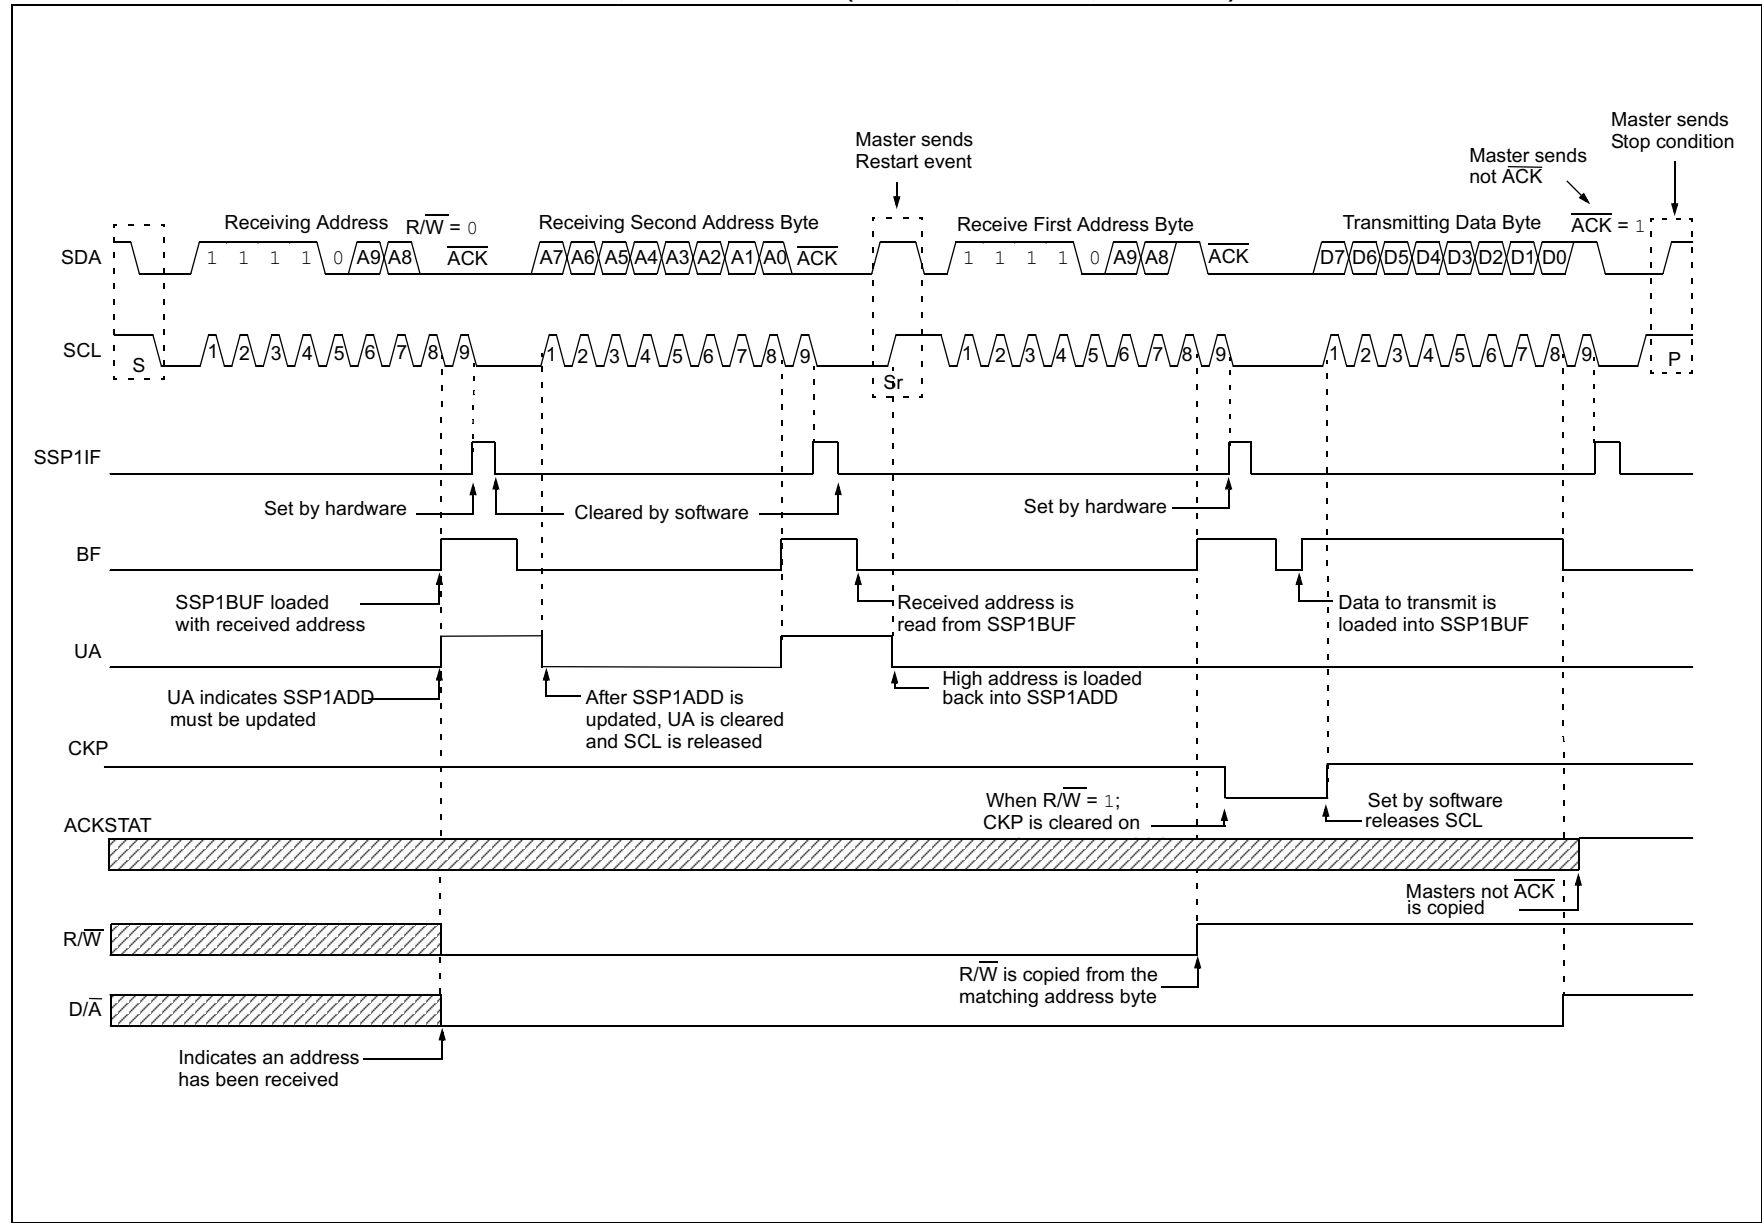 Master sends
Restart event
Master sends
not ACK
Master sends
Stop condition
Receiving Address R/W = 0
Receiving Second Address Byte
Receive First Address Byte
Transmitting Data Byte
ACK = 1
SDA 1 1 1 1 0 A9 A8 ACK A7 A6 A5 A4 A3 A2 A1 A0 ACK 1 1 1 1 0 A9 A8 ACK D7 D6 D5 D4 D3 D2 D1 D0
SCL S 1 2 3 4 5 6 7 8 9 1 2 3 4 5 6 7 8 9 Sr 1 2 3 4 5 6 7 8 9 1 2 3 4 5 6 7 8 9 P
SSP1IF
Set by hardware
Cleared by software
Set by hardware
BF
SSP1BUF loaded
with received address
Received address is
read from SSP1BUF
Data to transmit is
loaded into SSP1BUF
UA
UA indicates SSP1ADD
must be updated
After SSP1ADD is
updated, UA is cleared
and SCL is released
High address is loaded
back into SSP1ADD
CKP
When R/W = 1;
CKP is cleared on
Set by software
releases SCL
ACKSTAT
Masters not ACK
is copied
R/W
R/W is copied from the
matching address byte
D/A
Indicates an address
has been received